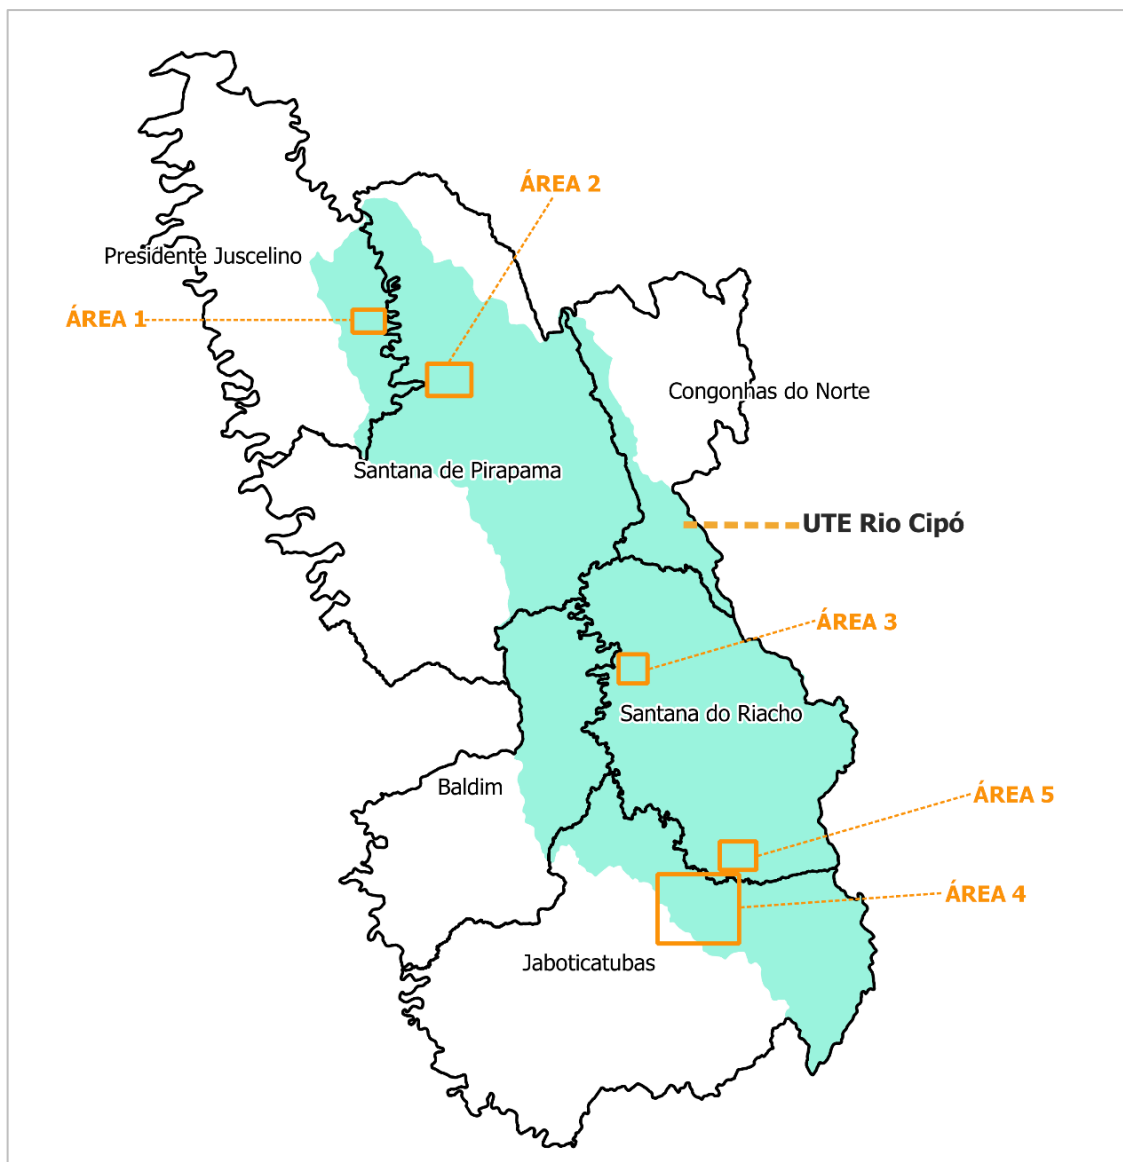 ÁREA 2
Presidente Juscelino
ÁREA 1
Congonhas do Norte
Santana de Pirapama
UTE Rio Cipó
ÁREA 3
Santana do Riacho
Baldim
ÁREA 5
ÁREA 4
Jaboticatubas